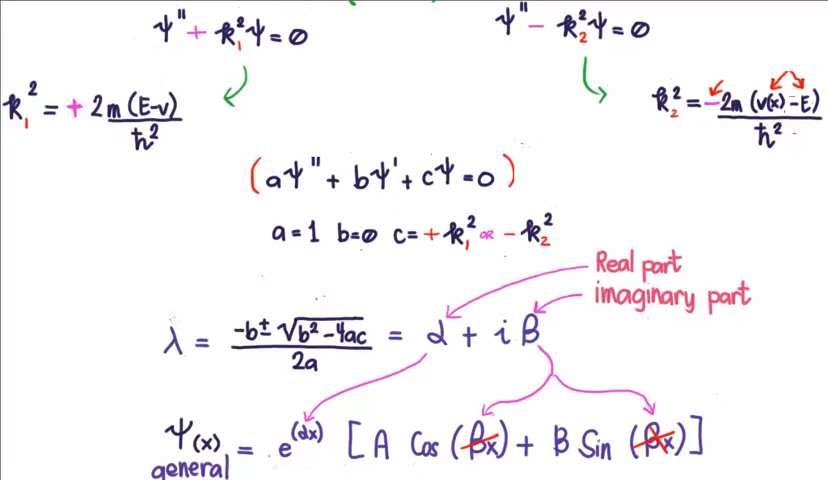 ψ'' + k₁²ψ = 0
ψ'' - k₂²ψ = 0
k₁² = + 2m (E-v) / ħ²
k₂² = - 2m (v(x) - E) / ħ²
(aψ'' + bψ' + cψ = 0)
a = 1 b = 0 c = + k₁² OR - k₂²
Real part
imaginary part
λ = -b ± √(b² - 4ac) / 2a = α + i β
ψ(x) = e^(αx) [A Cos (βx) + B Sin (βx)]
general